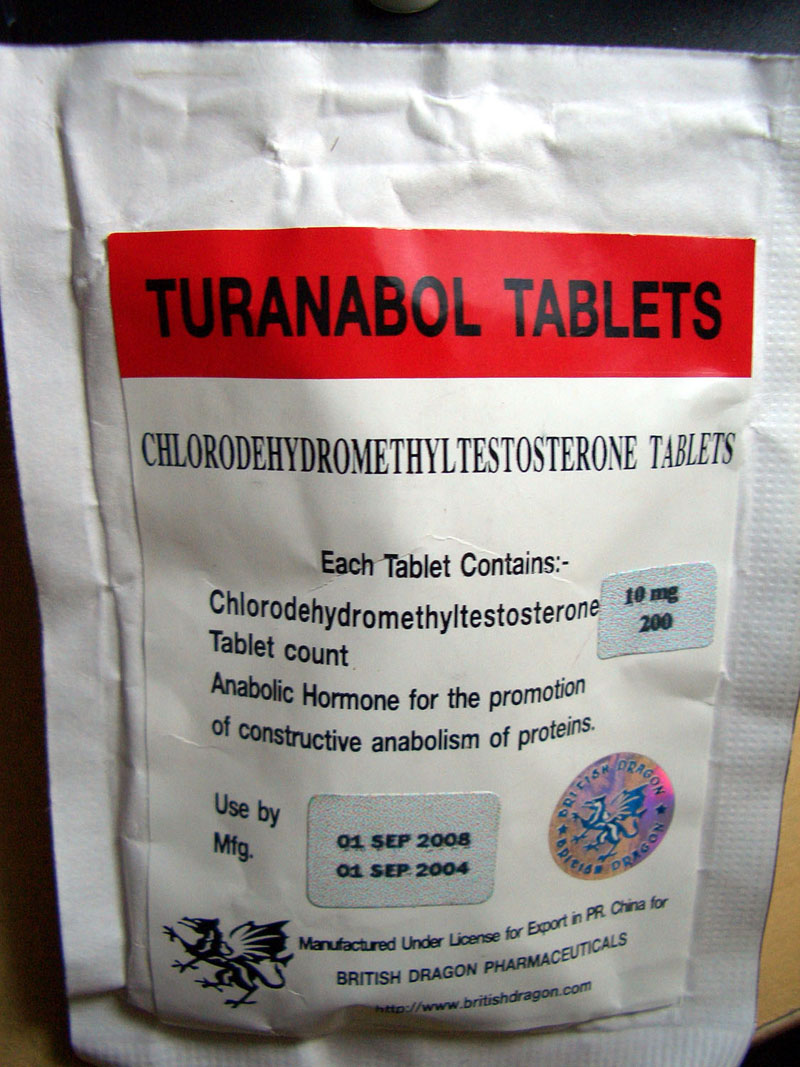 TURANABOL TABLETS
CHLORODEHYDROMETHYLTESTOSTERONE TABLETS
Each Tablet Contains:-
Chlorodehydromethyltestosterone 10 mg
Tablet count 200
Anabolic Hormone for the promotion
of constructive anabolism of proteins.
BRITISH DRAGON
BRITISH DRAGON
Use by 01 SEP 2008
Mfg. 01 SEP 2004
Manufactured Under License for Export in PR. China for
BRITISH DRAGON PHARMACEUTICALS
http://www.britishdragon.com